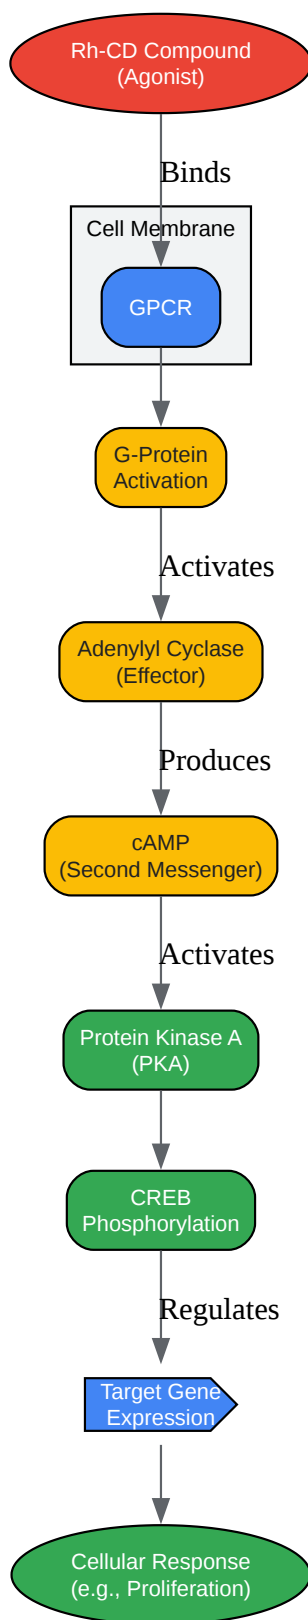 Rh-CD Compound
(Agonist)
Binds
Cell Membrane
GPCR
G-Protein
Activation
Activates
Adenylyl Cyclase
(Effector)
Produces
cAMP
(Second Messenger)
Activates
Protein Kinase A
(PKA)
CREB
Phosphorylation
Regulates
Target Gene
Expression
Cellular Response
(e.g., Proliferation)